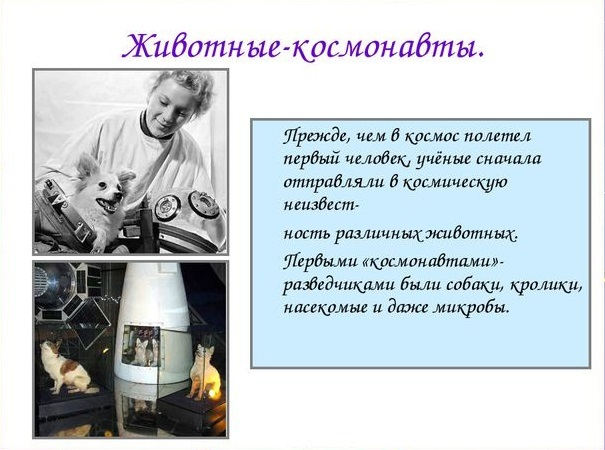 Животные-космонавты.
Прежде, чем в космос полетел
первый человек, учёные сначала
отправляли в космическую
неизвест-
ность различных животных.
Первыми «космонавтами»-
разведчиками были собаки, кролики,
насекомые и даже микробы.